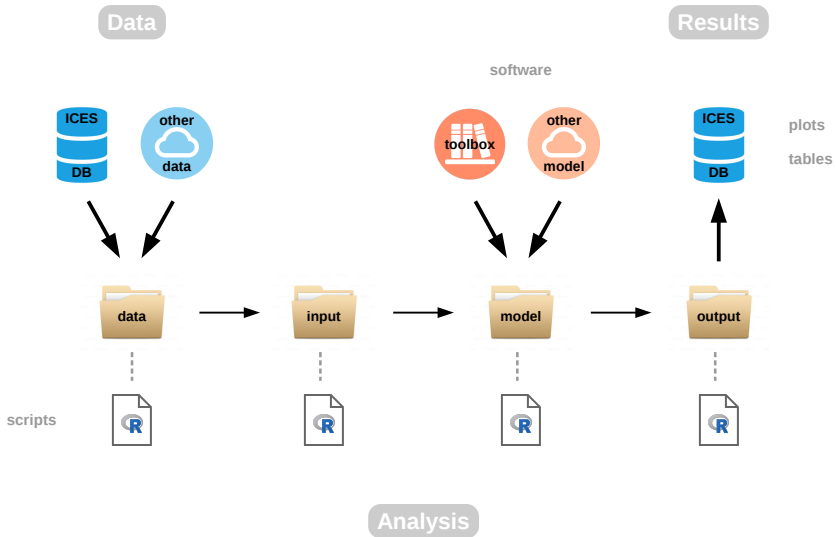 Data
Results
software
ICES
DB
other
data
toolbox
other
model
ICES
DB
plots
tables
data
input
model
output
scripts
R
R
R
R
Analysis